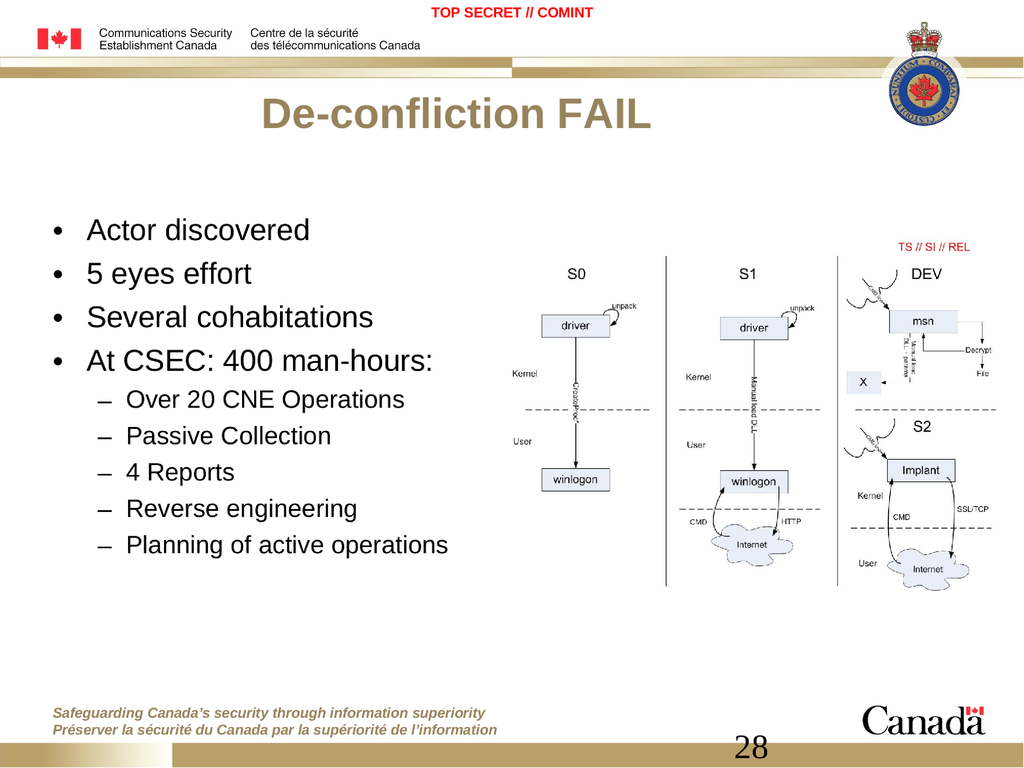 TOP SECRET // COMINT
Communications Security
Establishment Canada
Centre de la sécurité
des télécommunications Canada
De-confliction FAIL
• Actor discovered
• 5 eyes effort
• Several cohabitations
• At CSEC: 400 man-hours:
– Over 20 CNE Operations
– Passive Collection
– 4 Reports
– Reverse engineering
– Planning of active operations
TS // SI // REL
S0
unpack
driver
Kernel
CreateProc*
User
winlogon
S1
unpack
driver
Kernel
Manual load DLL
User
winlogon
CMD
HTTP
Internet
DEV
msn
Manual load
DLL
Decrypt
File
X
S2
Implant
Kernel
CMD
SSL/TCP
User
Internet
Safeguarding Canada's security through information superiority
Préserver la sécurité du Canada par la supériorité de l'information
Canada
28